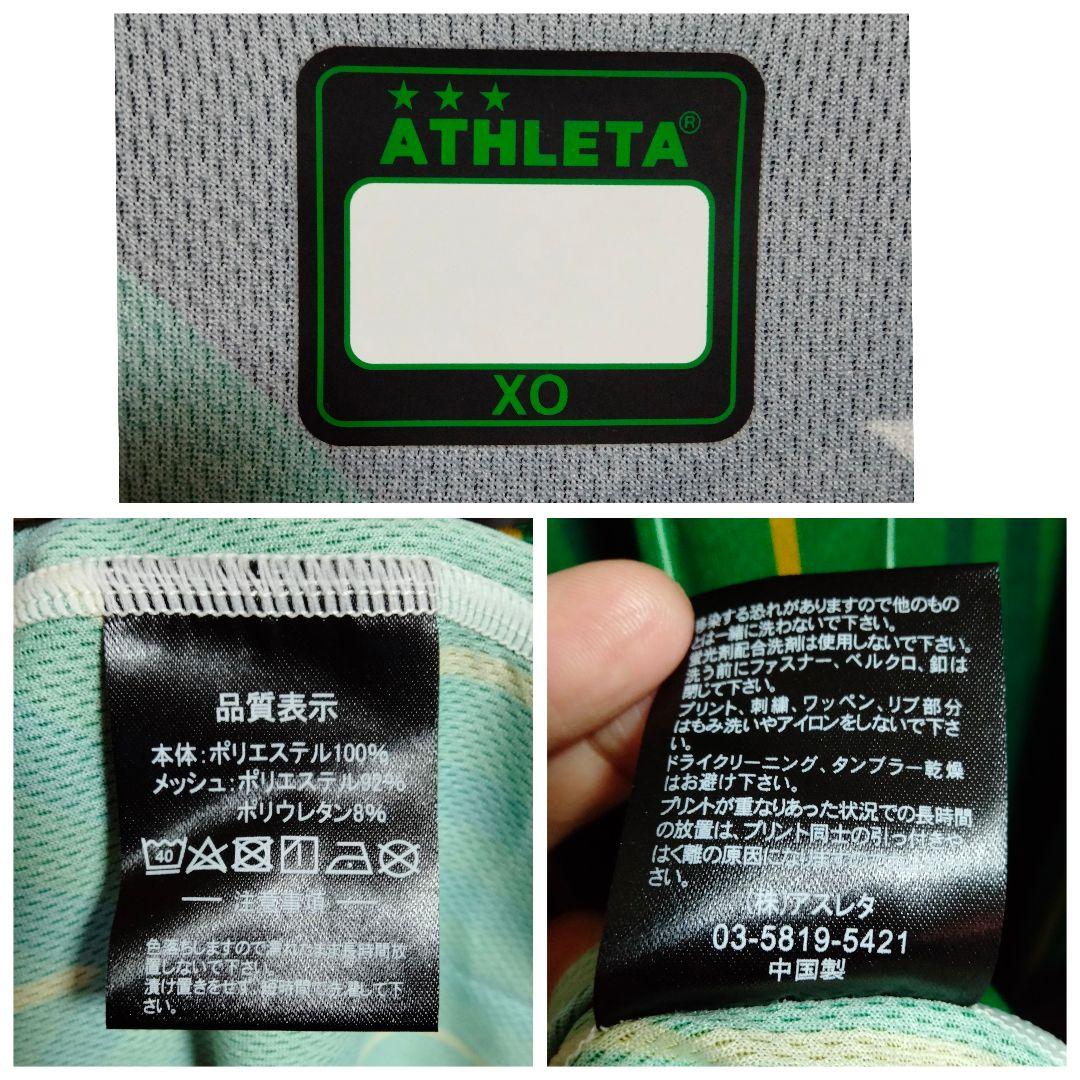 ★★★
ATHLETA®
XO
品質表示
本体:ポリエステル100%
メッシュ:ポリエステル92%
ポリウレタン8%
40
注意事項
色落ちしますので濡れたまま長時間放
置しないで下さい。
漬け置きをせず、短時間で洗濯して下
さい。
移染する恐れがありますので他のもの
とは一緒に洗わないで下さい。
蛍光剤配合洗剤は使用しないで下さい。
洗う前にファスナー、ベルクロ、釦は
閉じて下さい。
プリント、刺繍、ワッペン、リブ部分
はもみ洗いやアイロンをしないで下さ
い。
ドライクリーニング、タンブラー乾燥
はお避け下さい。
プリントが重なりあった状況での長時間
の放置は、プリント同士の引っ付き
はく離の原因に
さい。
(株)アスレタ
03-5819-5421
中国製